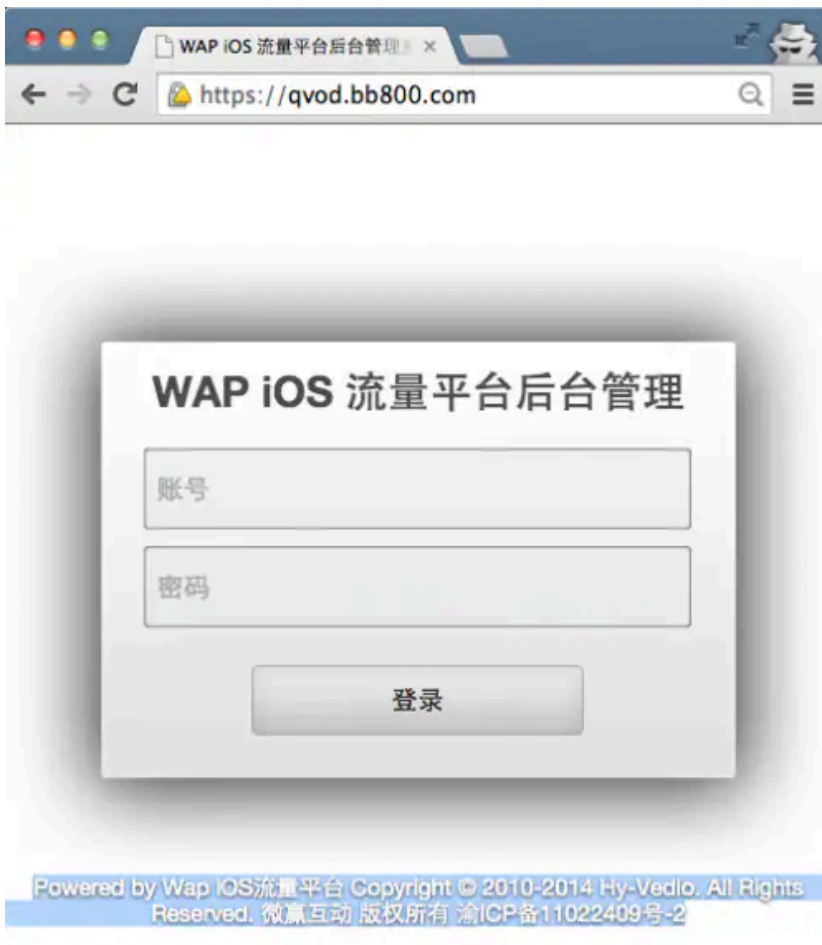 WAP iOS 流量平台后台管理
https://qvod.bb800.com
WAP iOS 流量平台后台管理
账号
密码
登录
Powered by Wap iOS流量平台 Copyright © 2010-2014 Hy-Vedio. All Rights
Reserved. 微赢互动 版权所有 渝ICP备11022409号-2